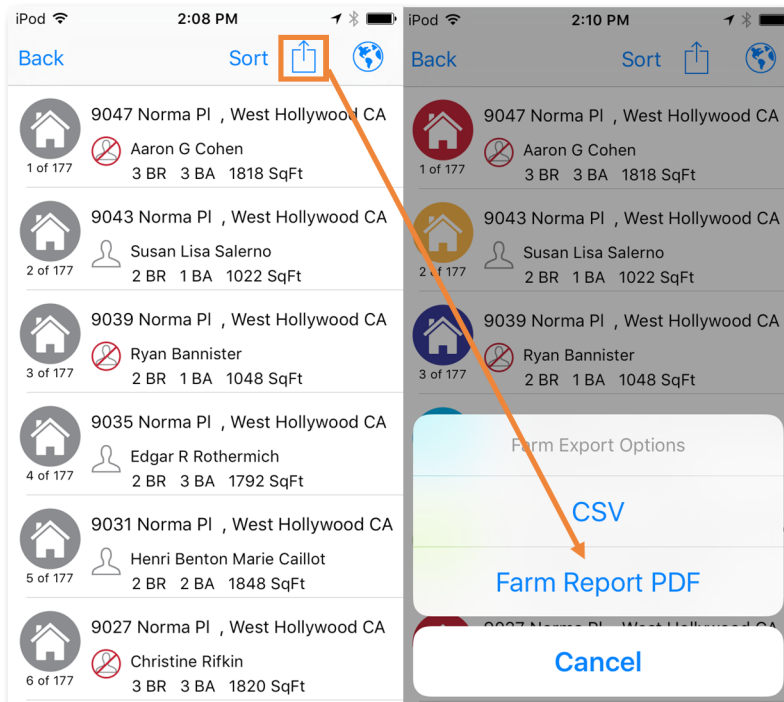 iPod 2:08 PM
Back Sort
9047 Norma Pl , West Hollywood CA
Aaron G Cohen
1 of 177
3 BR 3 BA 1818 SqFt
9043 Norma Pl , West Hollywood CA
Susan Lisa Salerno
2 of 177
2 BR 1 BA 1022 SqFt
9039 Norma Pl , West Hollywood CA
Ryan Bannister
3 of 177
2 BR 1 BA 1048 SqFt
9035 Norma Pl , West Hollywood CA
Edgar R Rothermich
4 of 177
2 BR 3 BA 1792 SqFt
9031 Norma Pl , West Hollywood CA
Henri Benton Marie Caillot
5 of 177
2 BR 2 BA 1848 SqFt
9027 Norma Pl , West Hollywood CA
Christine Rifkin
6 of 177
3 BR 3 BA 1820 SqFt
iPod 2:10 PM
Back Sort
9047 Norma Pl , West Hollywood CA
Aaron G Cohen
1 of 177
3 BR 3 BA 1818 SqFt
9043 Norma Pl , West Hollywood CA
Susan Lisa Salerno
2 of 177
2 BR 1 BA 1022 SqFt
9039 Norma Pl , West Hollywood CA
Ryan Bannister
3 of 177
2 BR 1 BA 1048 SqFt
Farm Export Options
CSV
Farm Report PDF
9027 Norma Pl , West Hollywood CA
Cancel